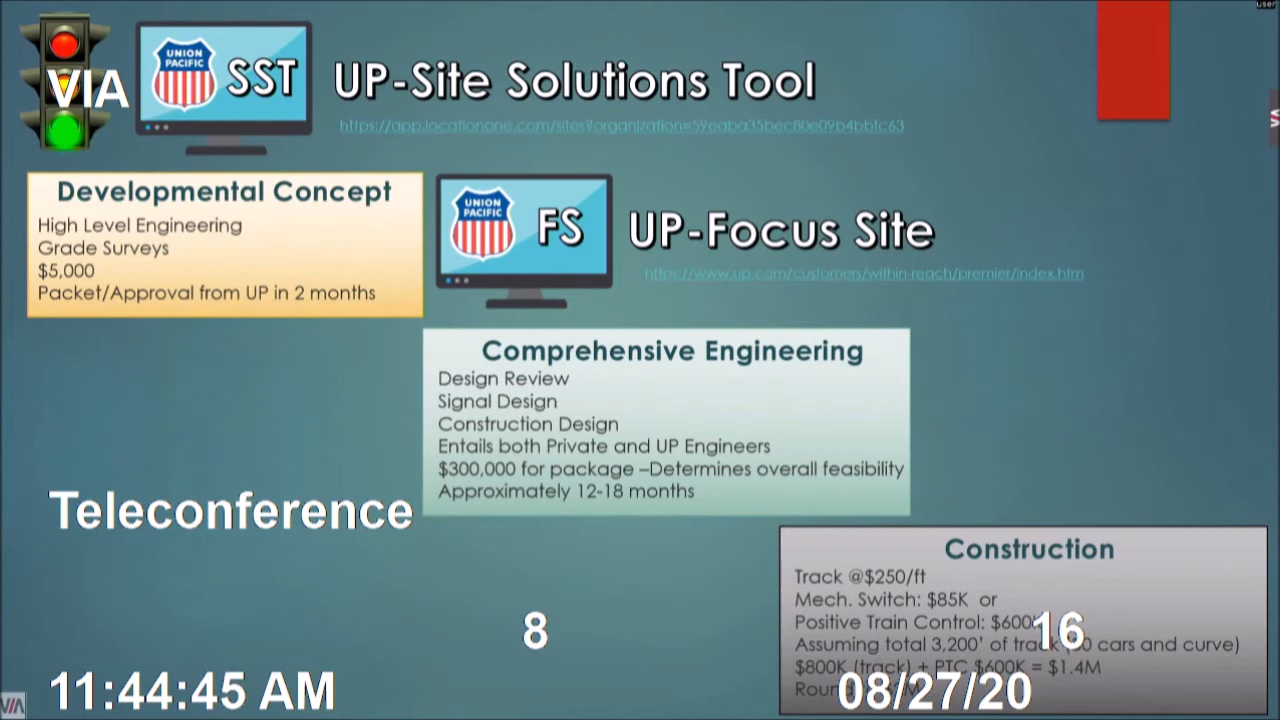 user
VIA
UNION
PACIFIC
SST
UP-Site Solutions Tool
https://app.locationone.com/sites?organization=59eaba35bec80e09b4bbfc63
Developmental Concept
High Level Engineering
Grade Surveys
$5,000
Packet/Approval from UP in 2 months
UNION
PACIFIC
FS
UP-Focus Site
https://www.up.com/customers/within-reach/premier/index.htm
Comprehensive Engineering
Design Review
Signal Design
Construction Design
Entails both Private and UP Engineers
$300,000 for package –Determines overall feasibility
Approximately 12-18 months
Teleconference
Construction
Track @$250/ft
Mech. Switch: $85K or
Positive Train Control: $600
8
16
Assuming total 3,200' of track cars and curve)
$800K (track) + PTC $600K = $1.4M
11:44:45 AM
08/27/20
VIA